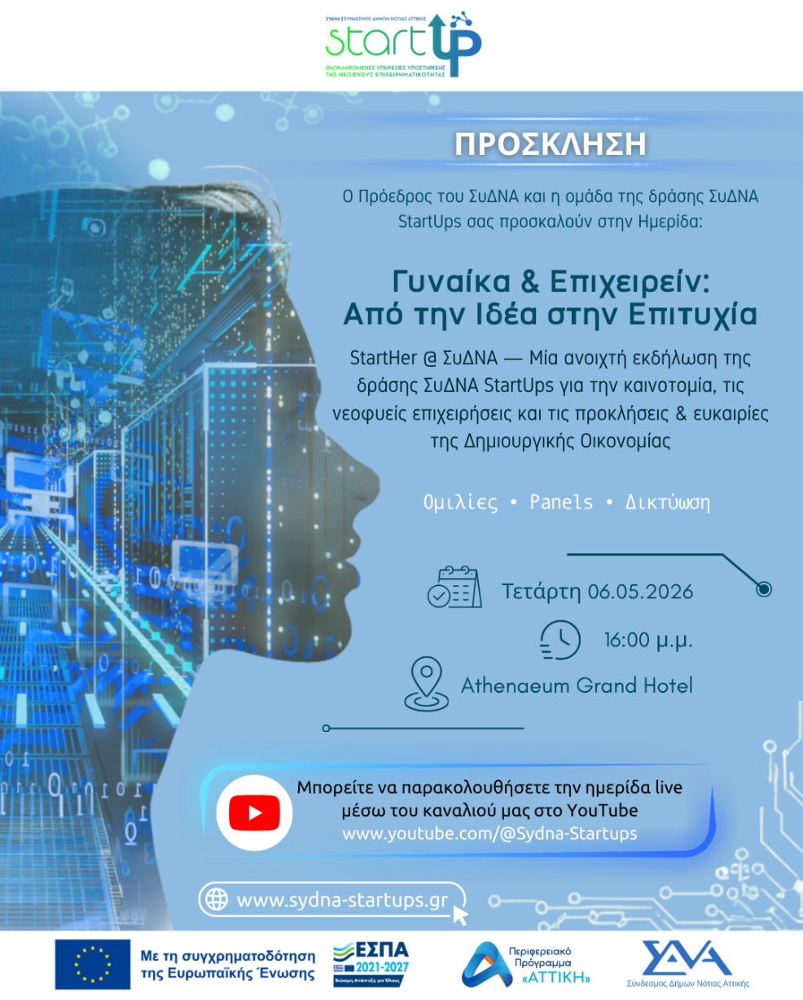 ΣΥΔΝΑ | ΣΥΝΔΕΣΜΟΣ ΔΗΜΩΝ ΝΟΤΙΑΣ ΑΤΤΙΚΗΣ
startUP
ΟΛΟΚΛΗΡΩΜΕΝΕΣ ΥΠΗΡΕΣΙΕΣ ΥΠΟΣΤΗΡΙΞΗΣ
ΤΗΣ ΝΕΟΦΥΟΥΣ ΕΠΙΧΕΙΡΗΜΑΤΙΚΟΤΗΤΑΣ
ΠΡΟΣΚΛΗΣΗ
Ο Πρόεδρος του ΣυΔΝΑ και η ομάδα της δράσης ΣυΔΝΑ
StartUps σας προσκαλούν στην Ημερίδα:
Γυναίκα & Επιχειρείν:
Από την Ιδέα στην Επιτυχία
StartHer @ ΣυΔΝΑ — Μία ανοιχτή εκδήλωση της
δράσης ΣυΔΝΑ StartUps για την καινοτομία, τις
νεοφυείς επιχειρήσεις και τις προκλήσεις & ευκαιρίες
της Δημιουργικής Οικονομίας
Ομιλίες • Panels • Δικτύωση
Τετάρτη 06.05.2026
16:00 μ.μ.
Athenaeum Grand Hotel
Μπορείτε να παρακολουθήσετε την ημερίδα live
μέσω του καναλιού μας στο YouTube
www.youtube.com/@Sydna-Startups
www.sydna-startups.gr
Με τη συγχρηματοδότηση
της Ευρωπαϊκής Ένωσης
ΕΣΠΑ
2021-2027
Βιώσιμη Ανάπτυξη για Όλους
Περιφερειακό
Πρόγραμμα
«ΑΤΤΙΚΗ»
ΣΔΝΑ
Σύνδεσμος Δήμων Νότιας Αττικής